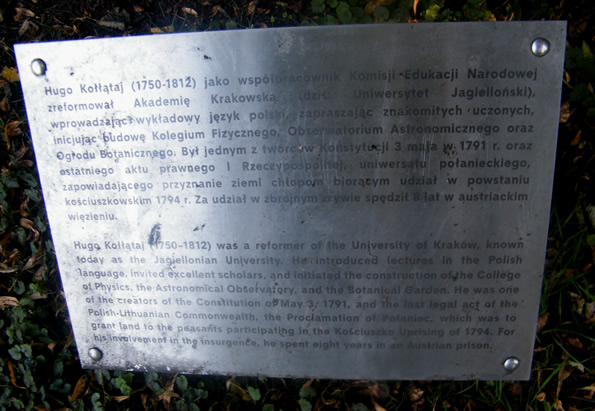 Hugo Kołłątaj (1750-1812) jako współpracownik Komisji Edukacji Narodowej
zreformował Akademię Krakowską (dziś: Uniwersytet Jagielloński),
wprowadzając wykładowy język polski, zapraszając znakomitych uczonych,
inicjując budowę Kolegium Fizycznego, Obserwatorium Astronomicznego oraz
Ogrodu Botanicznego. Był jednym z twórców Konstytucji 3 maja w 1791 r. oraz
ostatniego aktu prawnego I Rzeczypospolitej, uniwersału połanieckiego,
zapowiadającego przyznanie ziemi chłopom biorącym udział w powstaniu
kościuszkowskim 1794 r. Za udział w zbrojnym zrywie spędził 8 lat w austriackim
więzieniu.
Hugo Kołłątaj (1750-1812) was a reformer of the University of Kraków, known
today as the Jagiellonian University. He introduced lectures in the Polish
language, invited excellent scholars, and initiated the construction of the College
of Physics, the Astronomical Observatory, and the Botanical Garden. He was one
of the creators of the Constitution of May 3, 1791, and the last legal act of the
Polish-Lithuanian Commonwealth, the Proclamation of Połaniec, which was to
grant land to the peasants participating in the Kościuszko Uprising of 1794. For
his involvement in the insurgence, he spent eight years in an Austrian prison.